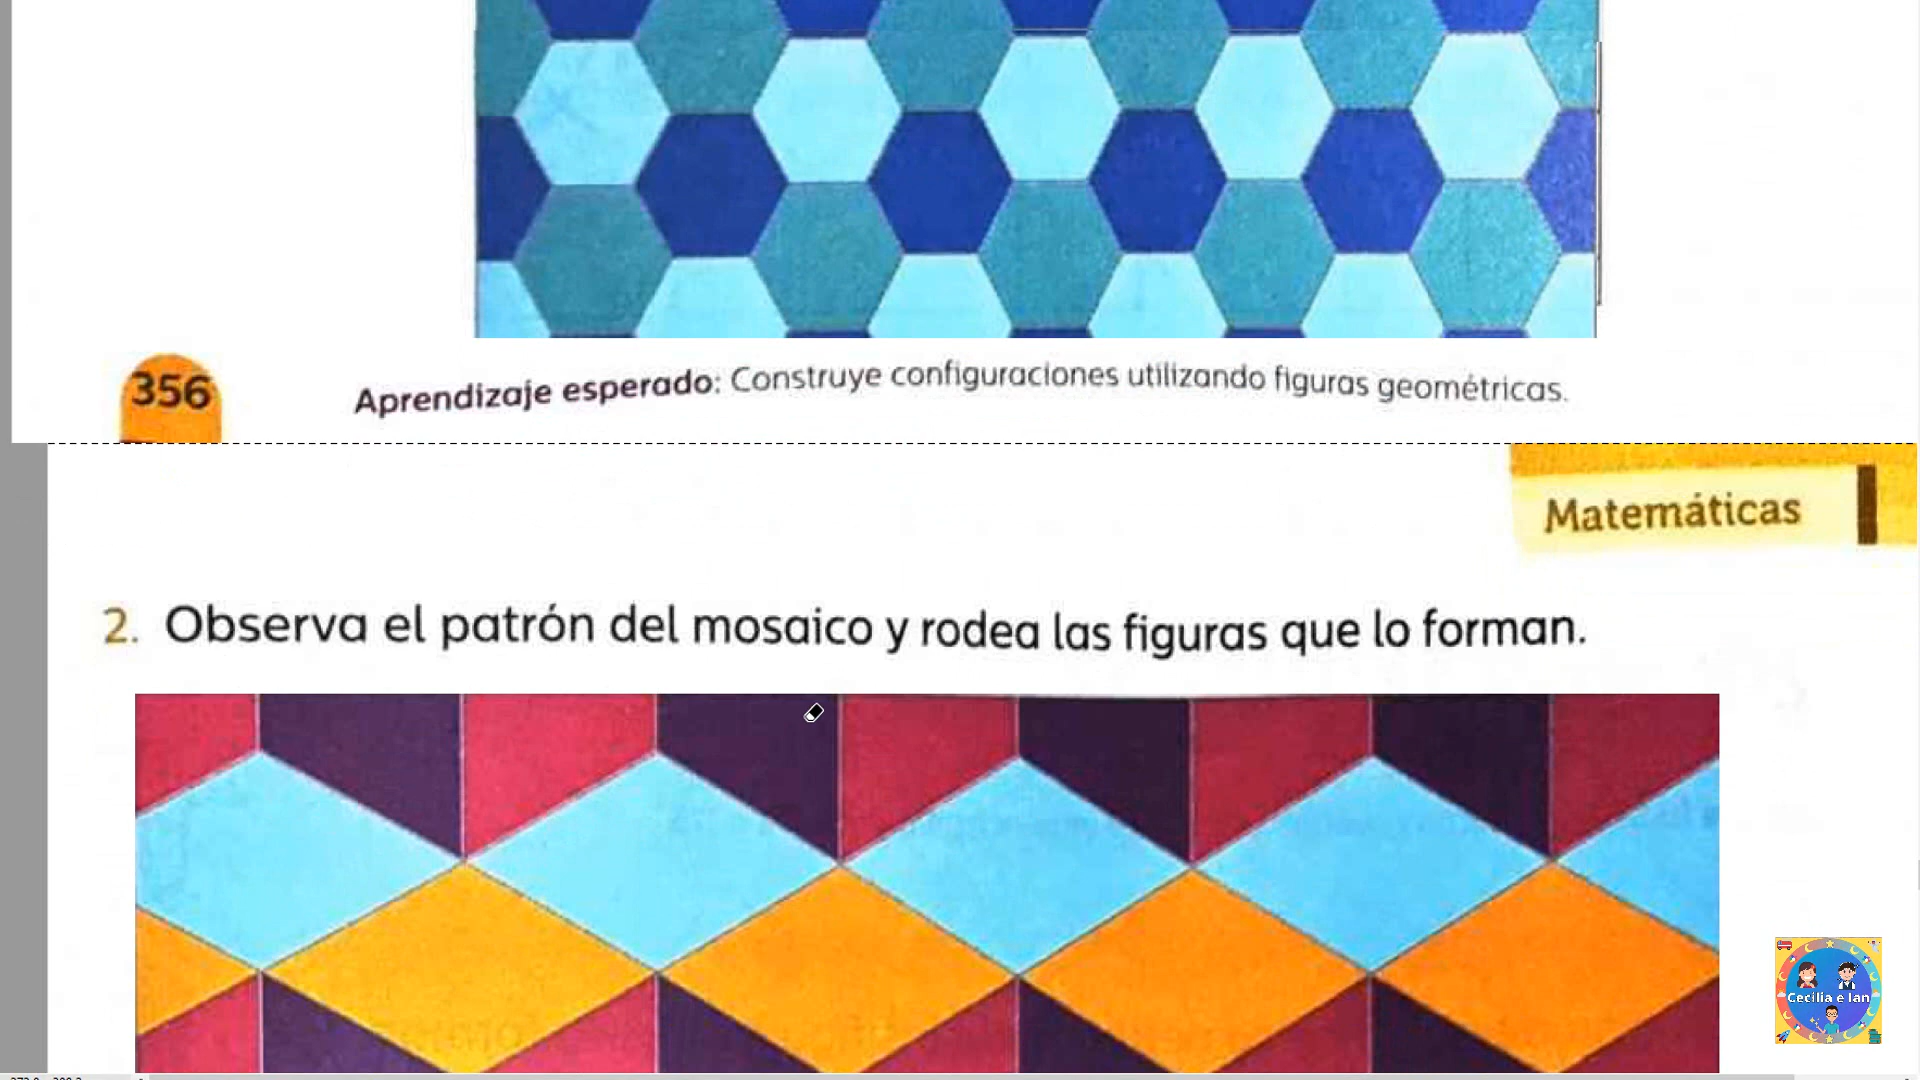 356
Aprendizaje esperado: Construye configuraciones utilizando figuras geométricas.
Matemáticas
2. Observa el patrón del mosaico y rodea las figuras que lo forman.
Cecilia e Ian